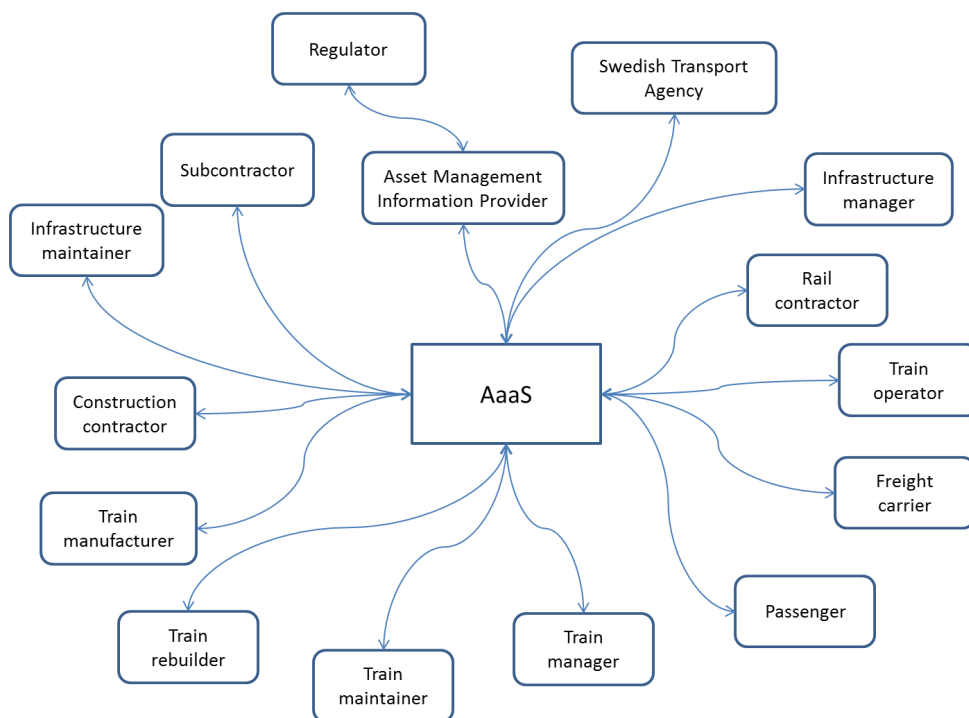 Regulator
Swedish Transport
Agency
Subcontractor
Asset Management
Information Provider
Infrastructure
manager
Infrastructure
maintainer
Rail
contractor
AaaS
Train
operator
Construction
contractor
Freight
carrier
Train
manufacturer
Passenger
Train
rebuilder
Train
manager
Train
maintainer